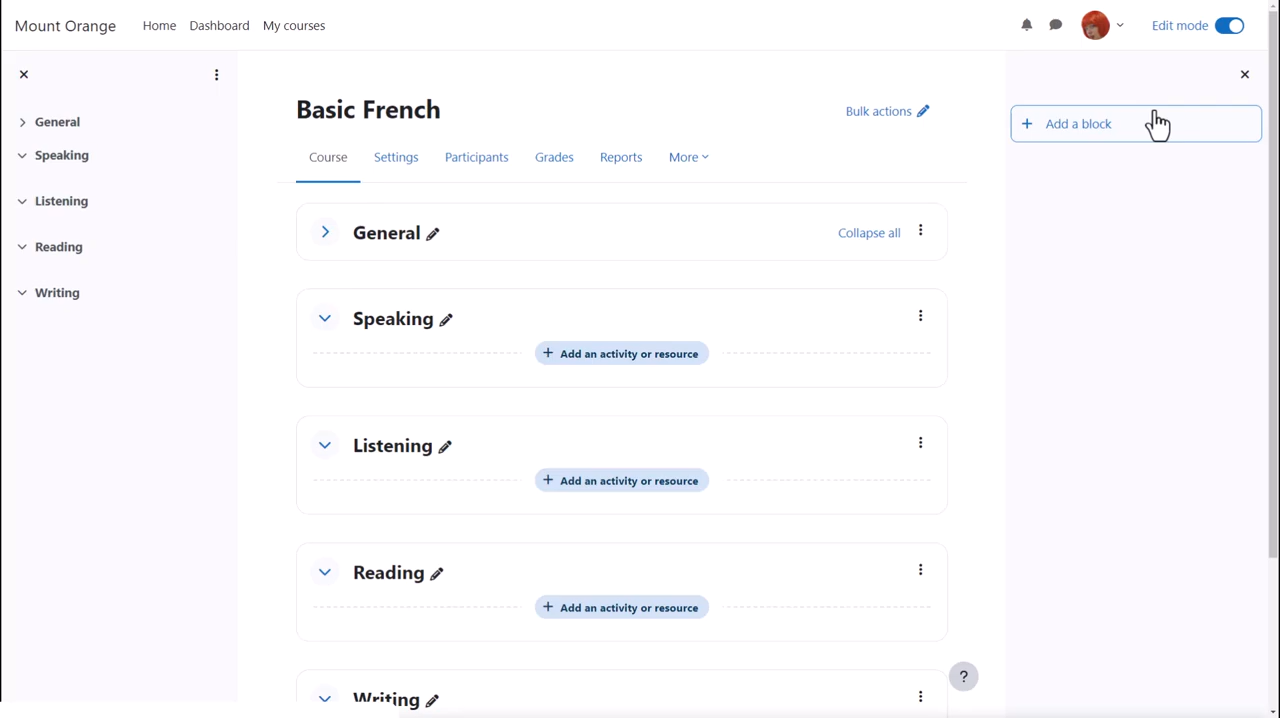 Mount Orange Home Dashboard My courses Edit mode
General
Speaking
Listening
Reading
Writing
Basic French
Bulk actions
Course Settings Participants Grades Reports More
General Collapse all
Speaking
+ Add an activity or resource
Listening
+ Add an activity or resource
Reading
+ Add an activity or resource
Writing
+ Add a block
?